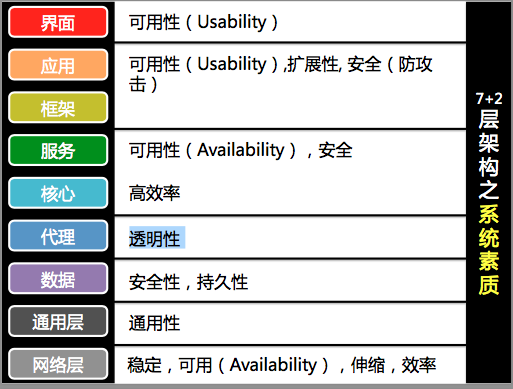 界面
可用性（Usability）
应用
可用性（Usability）,扩展性, 安全（防攻
击）
框架
服务
可用性（Availability），安全
核心
高效率
代理
透明性
数据
安全性，持久性
通用层
通用性
网络层
稳定，可用（Availability），伸缩，效率
7+2
层架构之系统素质